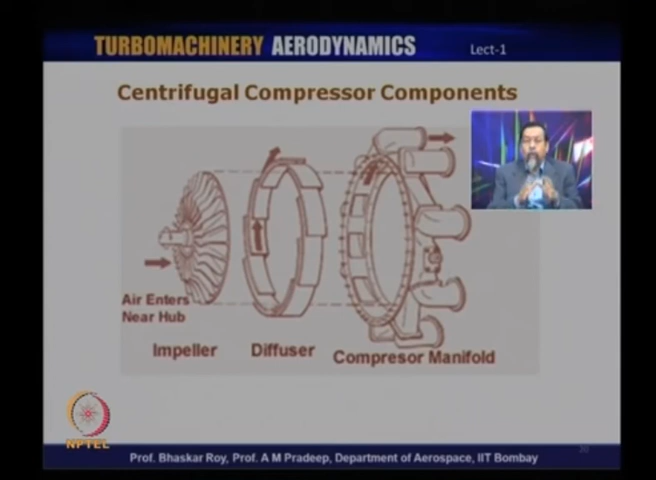 TURBOMACHINERY AERODYNAMICS Lect-1
Centrifugal Compressor Components
Air Enters
Near Hub
Impeller Diffuser Compresor Manifold
NPTEL
Prof. Bhaskar Roy, Prof. A M Pradeep, Department of Aerospace, IIT Bombay
20